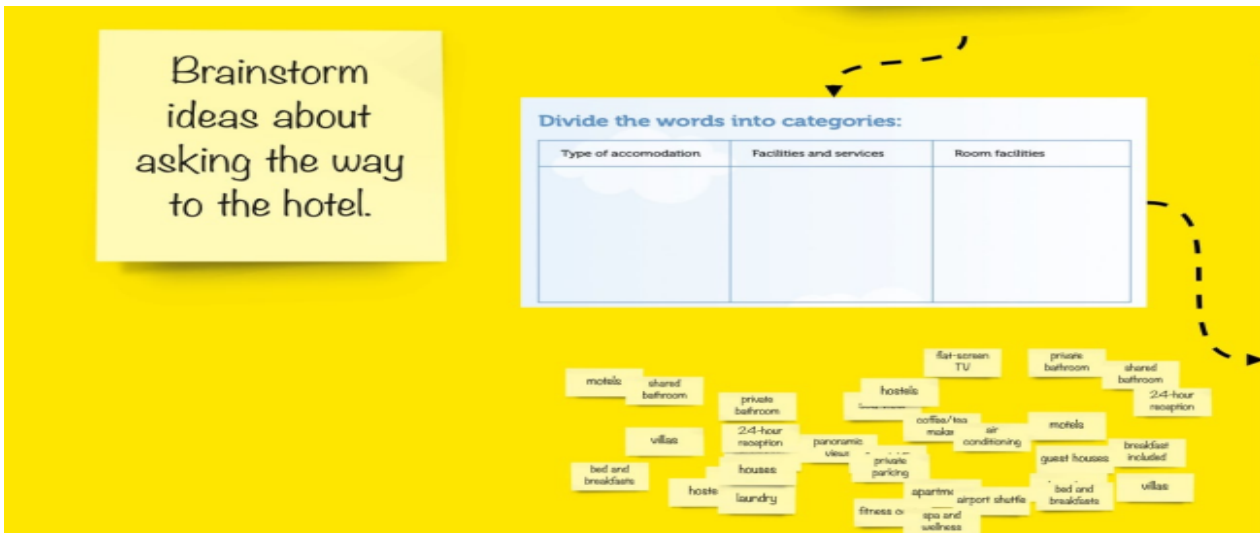 Brainstorm
ideas about
asking the way
to the hotel.
Divide the words into categories:
Type of accomodation
Facilities and services
Room facilities
flat-screen
TV
private
bathroom
shared
bathroom
24-hour
reception
motels
shared
bathroom
hostels
private
bathroom
coffee/tea
air
conditioning
motels
villas
24-hour
reception
panoramic
private
parking
guest houses
breakfast
included
bed and
breakfasts
houses
laundry
airport shuttle
bed and
breakfasts
villas
spa and
wellness
fitness